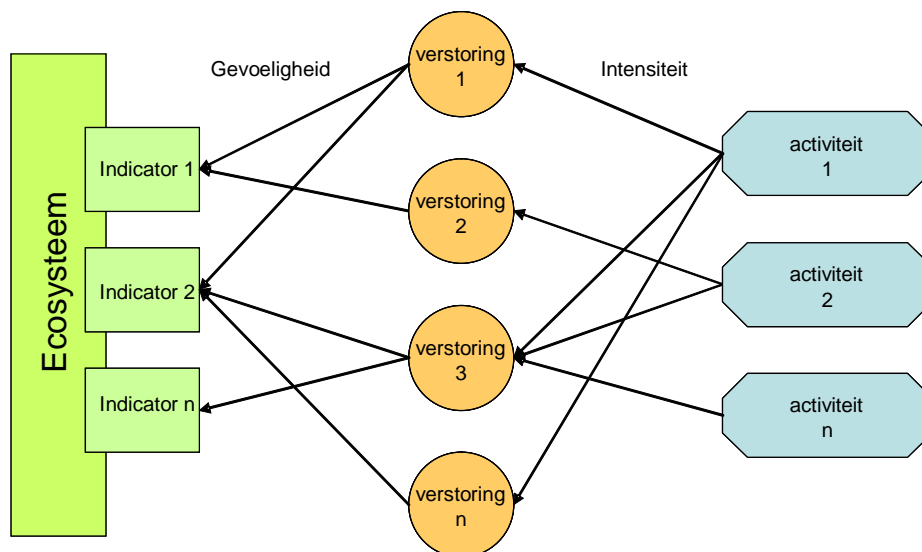 Ecosysteem
Gevoeligheid
Intensiteit
Indicator 1
Indicator 2
Indicator n
verstoring
1
verstoring
2
verstoring
3
verstoring
n
activiteit
1
activiteit
2
activiteit
n